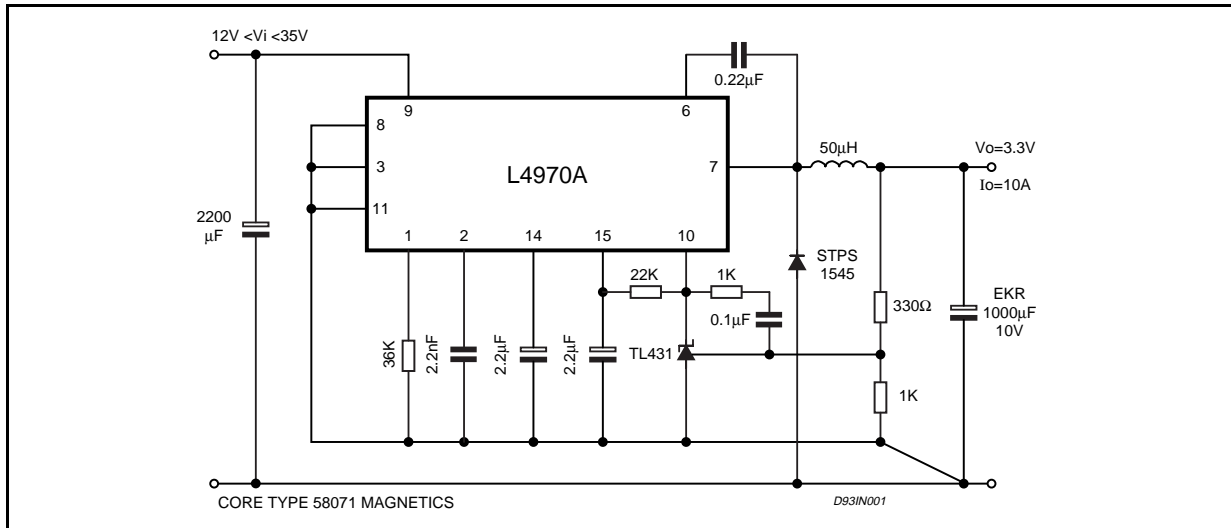 12V <Vi <35V
0.22μF
9
6
8
3
11
L4970A
7
50μH
Vo=3.3V
Io=10A
2200
μF
1
2
14
15
10
STPS
1545
22K
1K
0.1μF
330Ω
EKR
1000μF
10V
36K
2.2nF
2.2μF
2.2μF
TL431
1K
CORE TYPE 58071 MAGNETICS
D93IN001